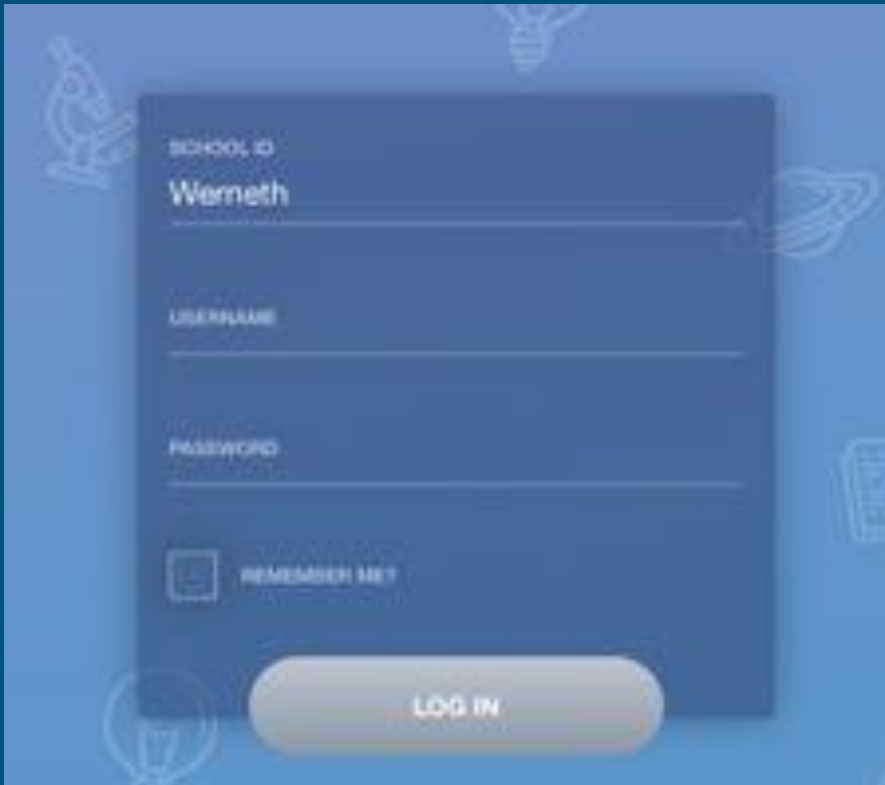 SCHOOL ID
Werneth
USERNAME
PASSWORD
REMEMBER ME?
LOG IN